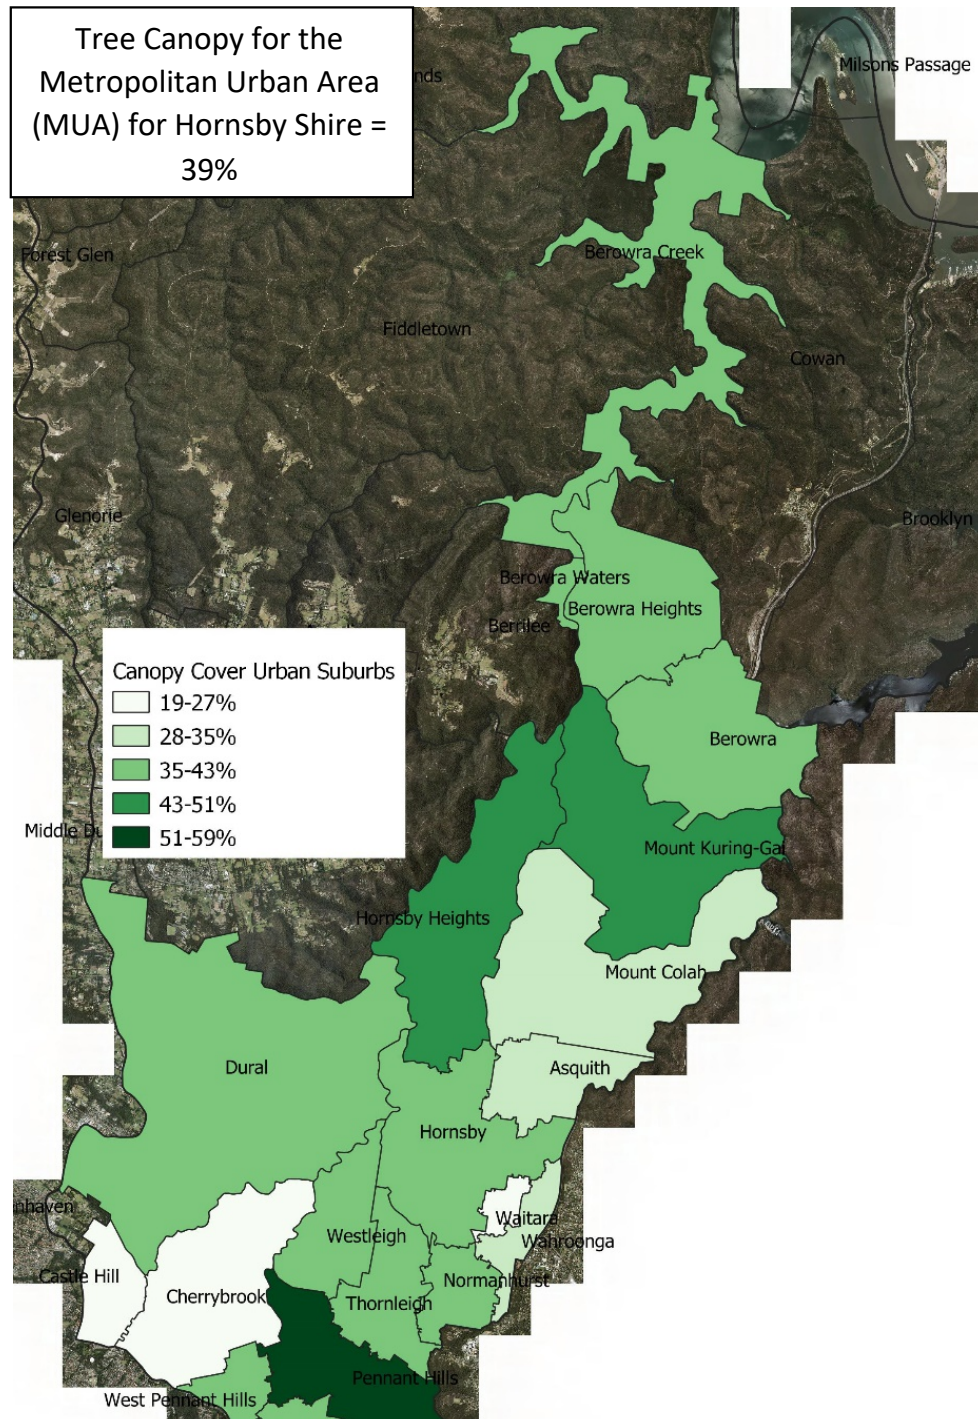 Tree Canopy for the
Metropolitan Urban Area
(MUA) for Hornsby Shire =
39%
Milsons Passage
Forest Glen
Berowra Creek
Fiddletown
Cowan
Glenorie
Brooklyn
Berowra Waters
Berowra Heights
Berrilee
Canopy Cover Urban Suburbs
19-27%
28-35%
35-43%
43-51%
51-59%
Berowra
Middle Du
Mount Kuring-Gai
Hornsby Heights
Mount Colah
Dural
Asquith
Hornsby
nhaven
Waitara
Westleigh
Wahroonga
Castle Hill
Normanhurst
Cherrybrook
Thornleigh
Pennant Hills
West Pennant Hills